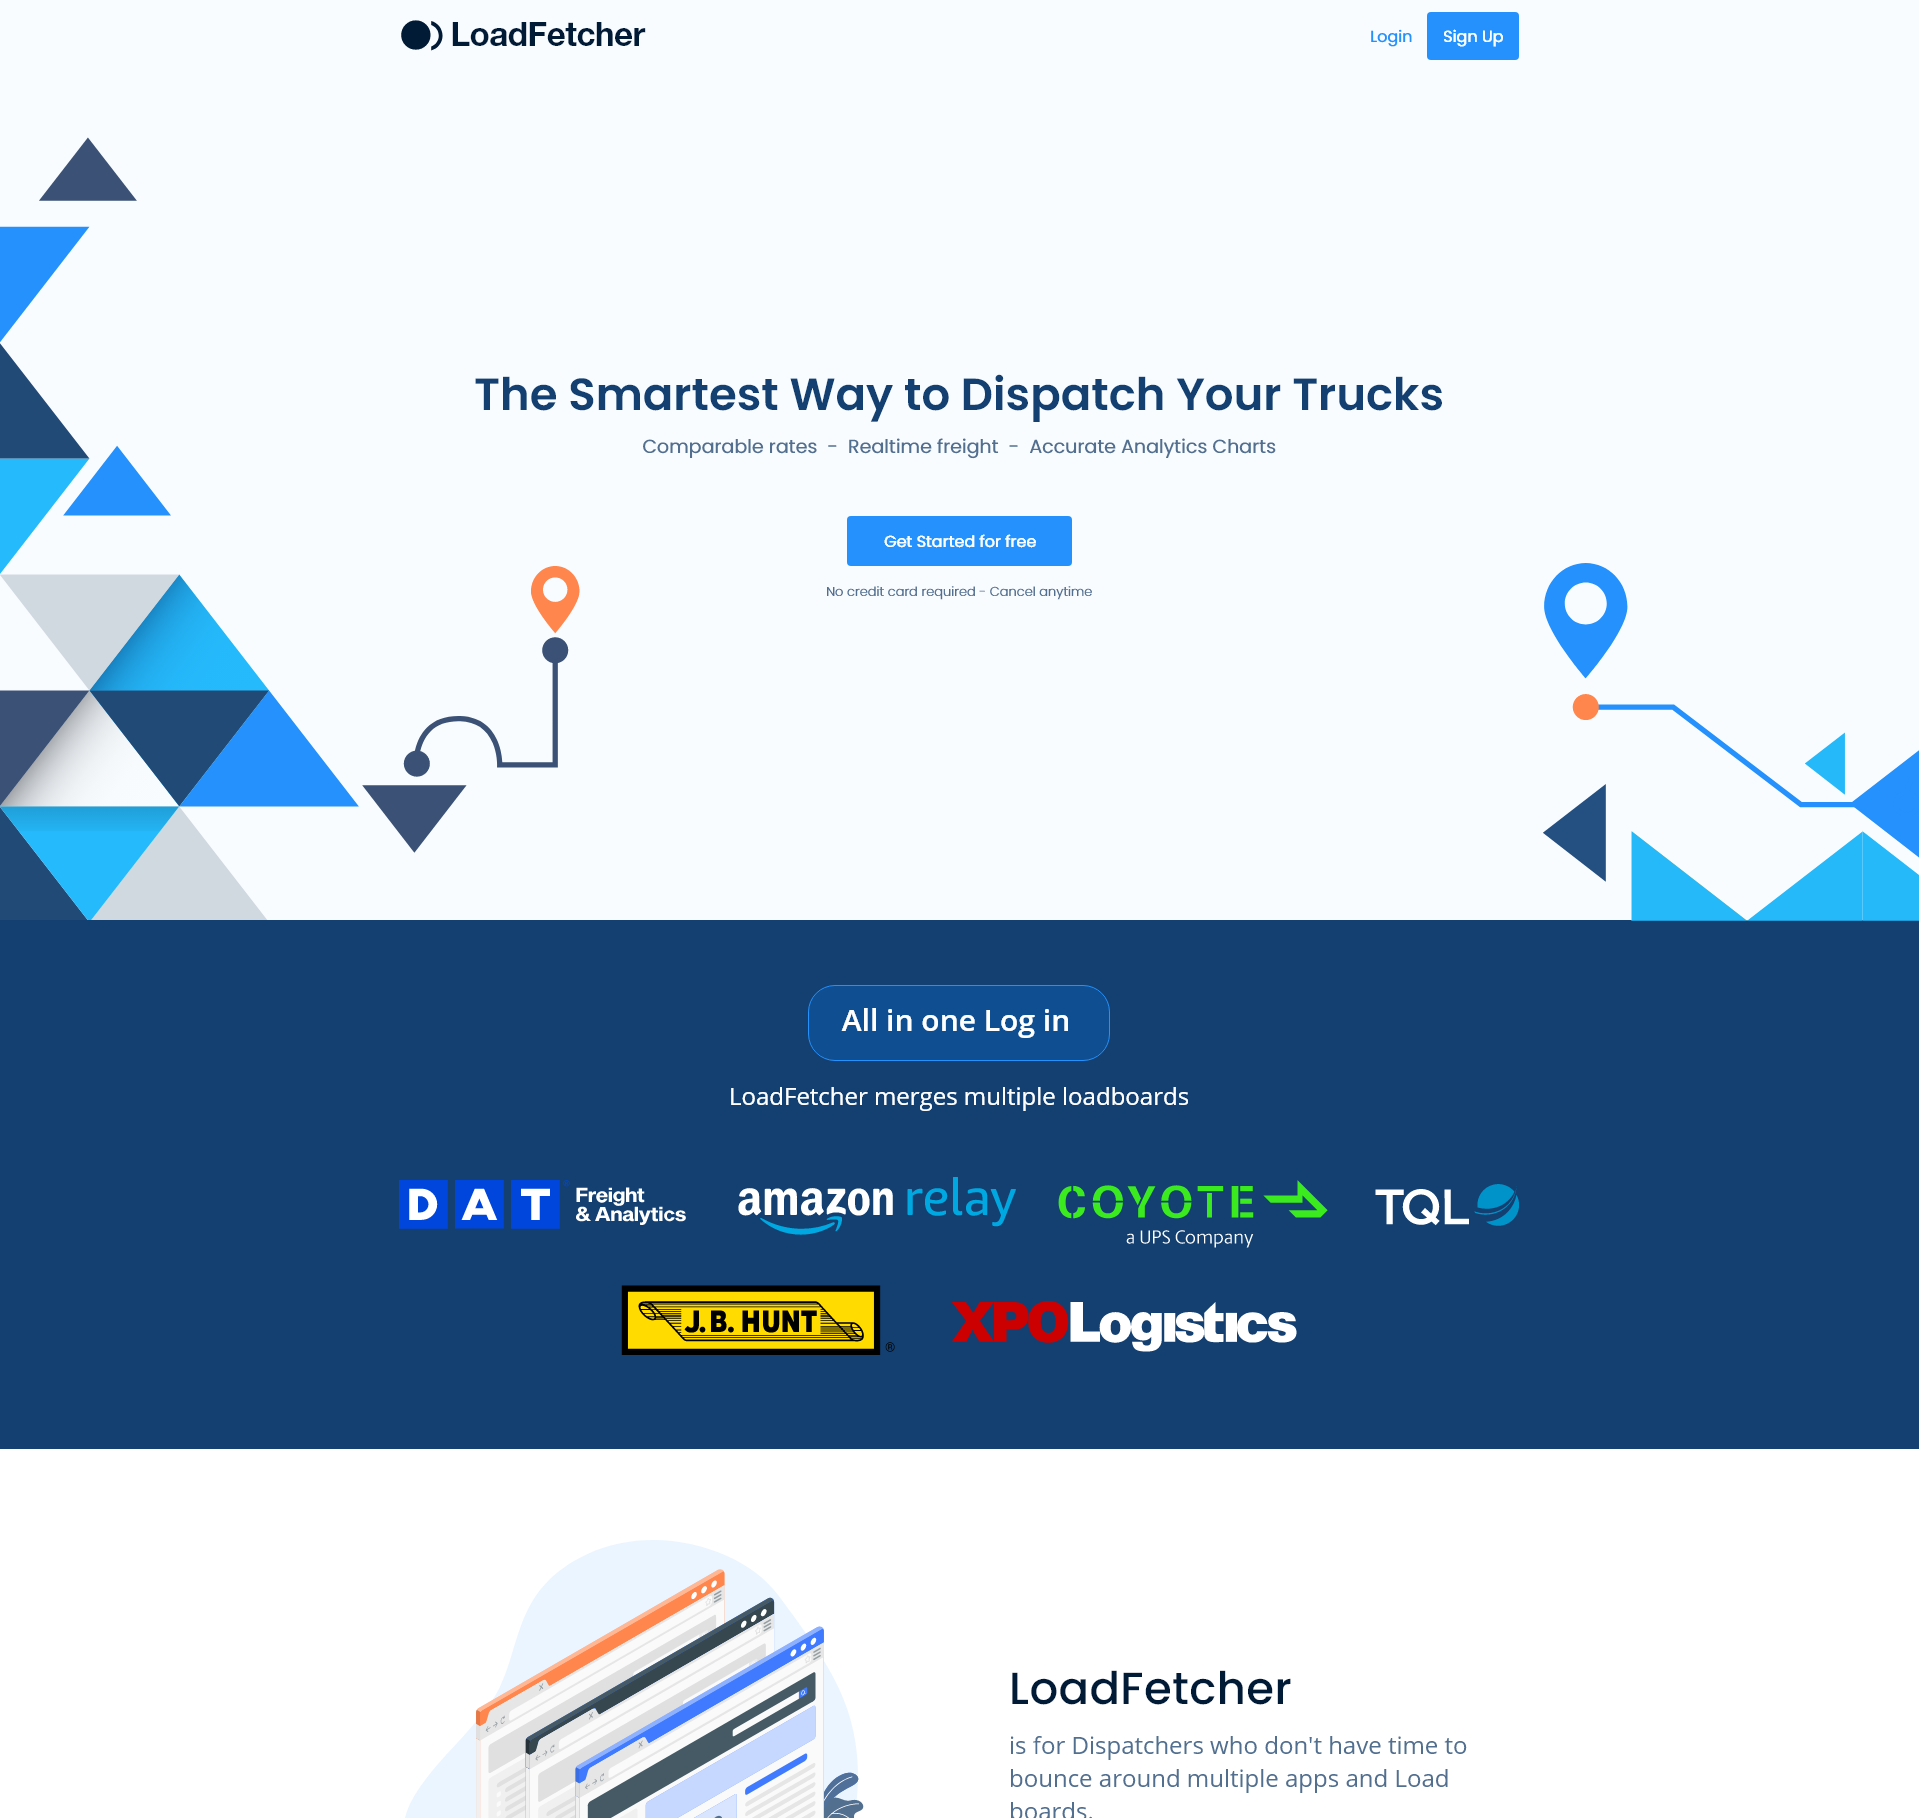 LoadFetcher
Login
Sign Up
The Smartest Way to Dispatch Your Trucks
Comparable rates - Realtime freight - Accurate Analytics Charts
Get Started for free
No credit card required - Cancel anytime
All in one Log in
LoadFetcher merges multiple loadboards
DAT Freight
& Analytics
amazon relay
COYOTE
a UPS Company
TQL
J.B. HUNT ®
XPOLogistics
LoadFetcher
is for Dispatchers who don't have time to
bounce around multiple apps and Load
boards.